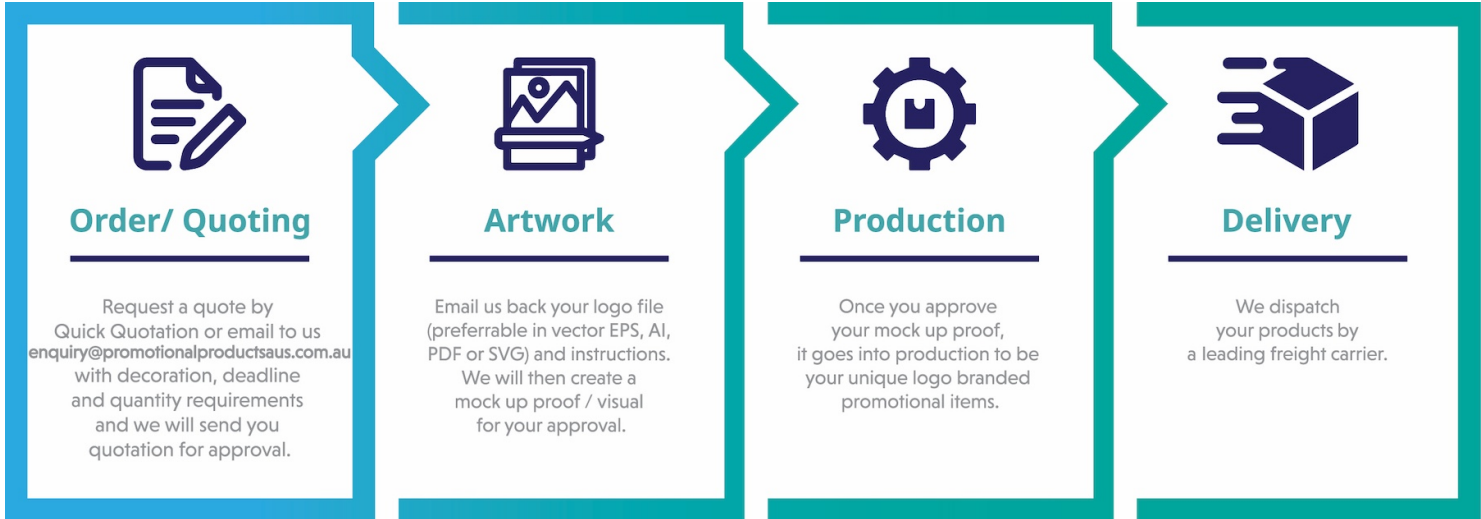 Order/ Quoting
Request a quote by
Quick Quotation or email to us
enquiry@promotionalproductsaus.com.au
with decoration, deadline
and quantity requirements
and we will send you
quotation for approval.
Artwork
Email us back your logo file
(preferrable in vector EPS, AI,
PDF or SVG) and instructions.
We will then create a
mock up proof / visual
for your approval.
Production
Once you approve
your mock up proof,
it goes into production to be
your unique logo branded
promotional items.
Delivery
We dispatch
your products by
a leading freight carrier.